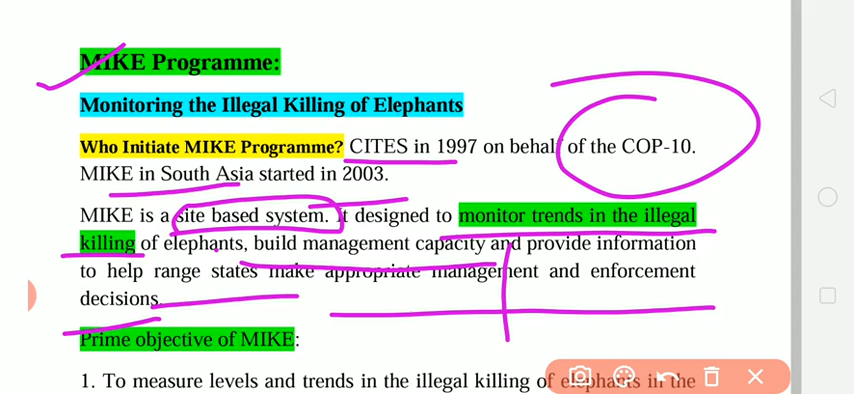 MIKE Programme:
Monitoring the Illegal Killing of Elephants
Who Initiate MIKE Programme? CITES in 1997 on behalf of the COP-10.
MIKE in South Asia started in 2003.
MIKE is a site based system. It designed to monitor trends in the illegal
killing of elephants, build management capacity and provide information
to help range states make appropriate management and enforcement
decisions.
Prime objective of MIKE:
1. To measure levels and trends in the illegal killing of elephants in the